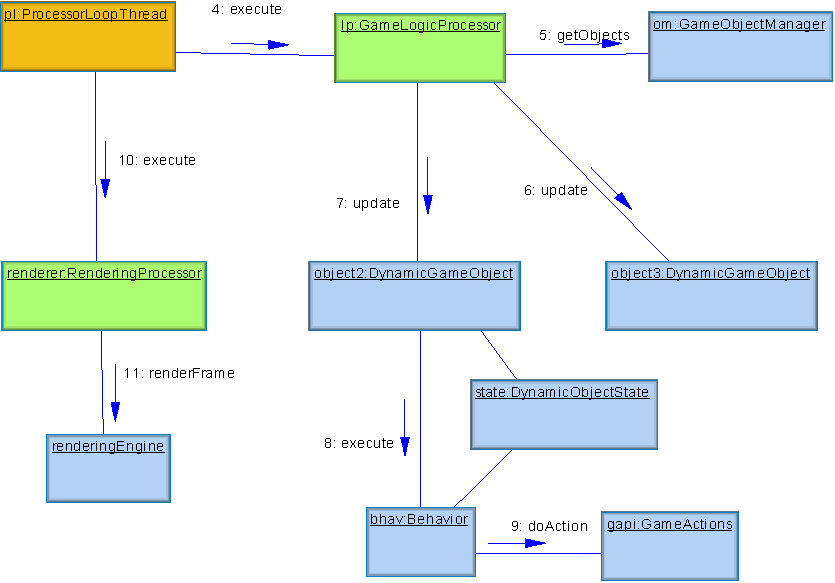 pl:ProcessorLoopThread
4: execute
lp:GameLogicProcessor
5: getObjects
om:GameObjectManager
10: execute
7: update
6: update
renderer:RenderingProcessor
object2:DynamicGameObject
object3:DynamicGameObject
11: renderFrame
state:DynamicObjectState
8: execute
renderingEngine
bhav:Behavior
9: doAction
gapi:GameActions